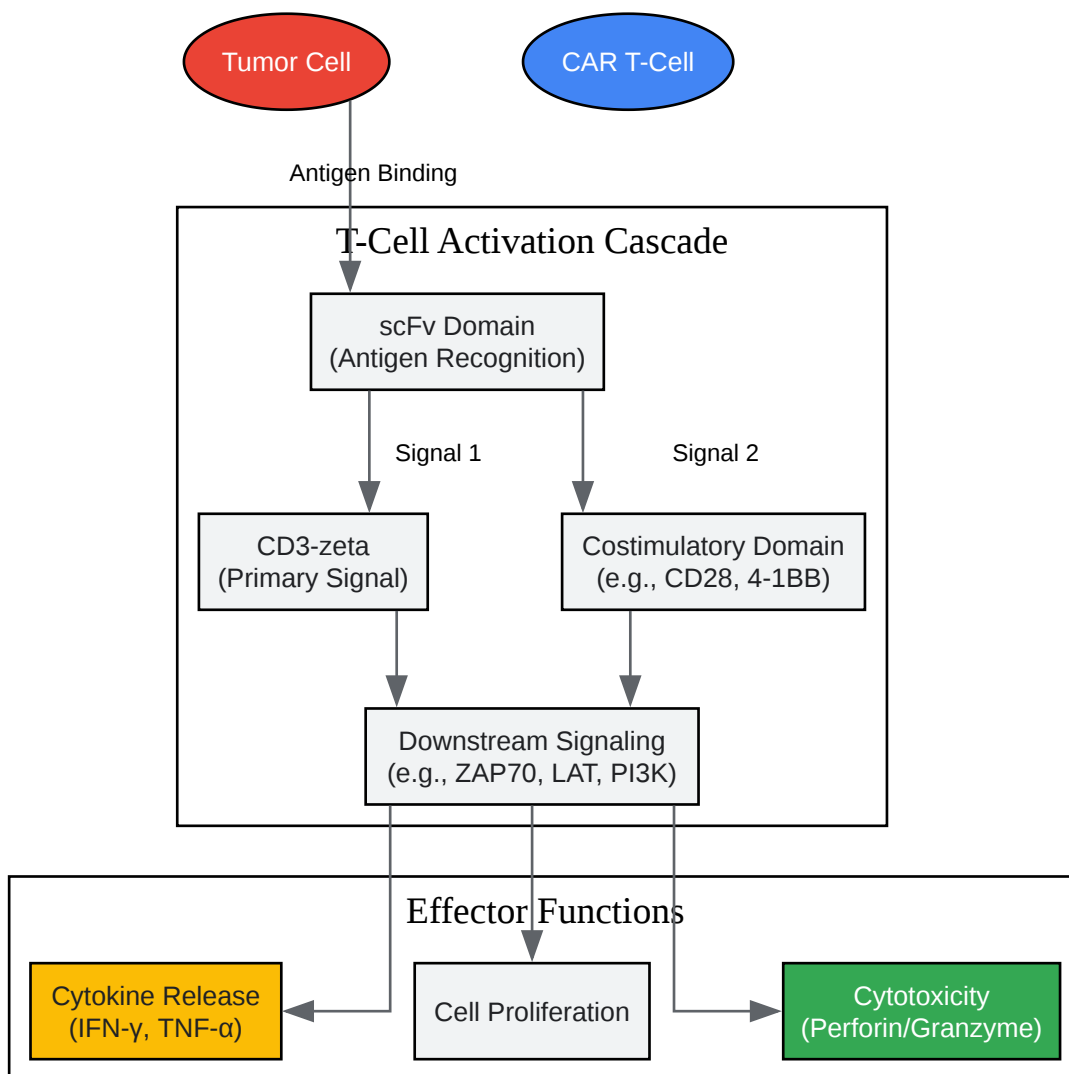 Tumor Cell
CAR T-Cell
Antigen Binding
T-Cell Activation Cascade
scFv Domain
(Antigen Recognition)
Signal 1
Signal 2
CD3-zeta
(Primary Signal)
Costimulatory Domain
(e.g., CD28, 4-1BB)
Downstream Signaling
(e.g., ZAP70, LAT, PI3K)
Effector Functions
Cytokine Release
(IFN-γ, TNF-α)
Cell Proliferation
Cytotoxicity
(Perforin/Granzyme)